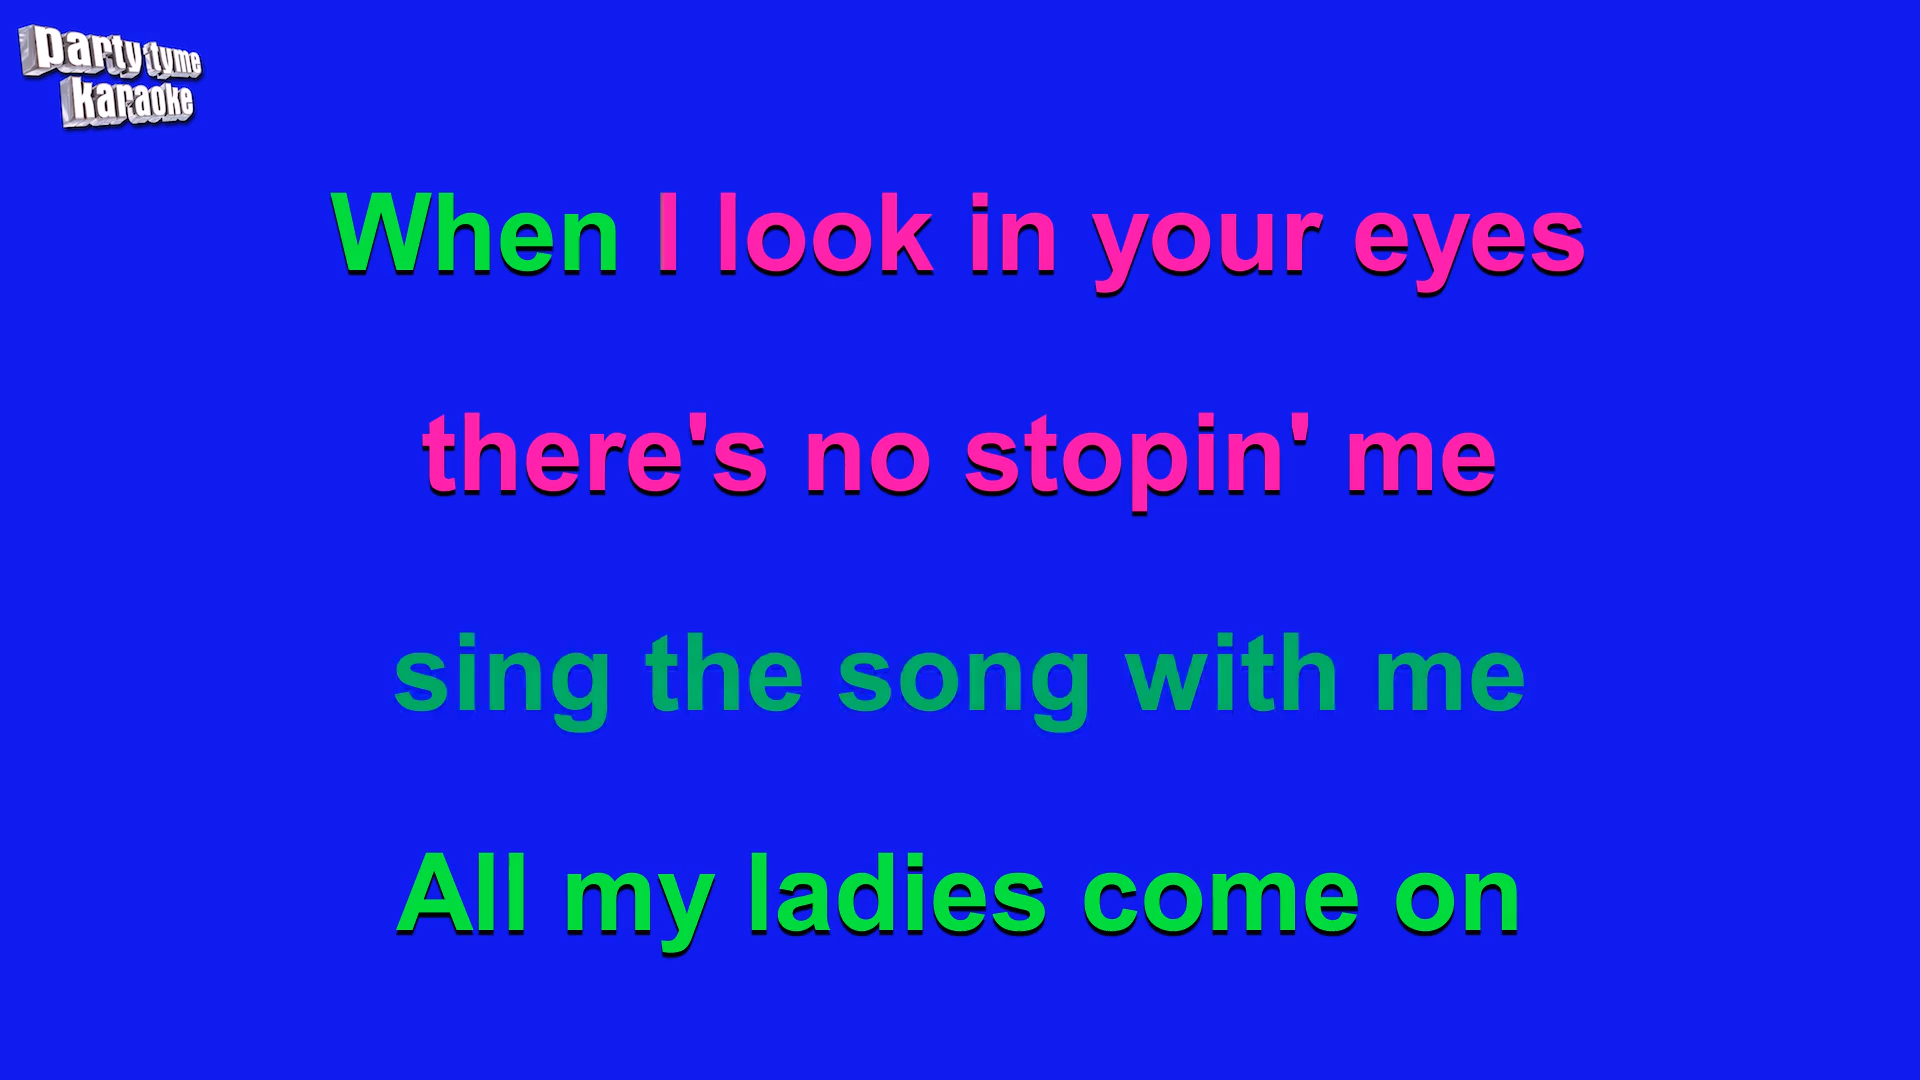 party tyme
karaoke
When I look in your eyes
there's no stopin' me
sing the song with me
All my ladies come on